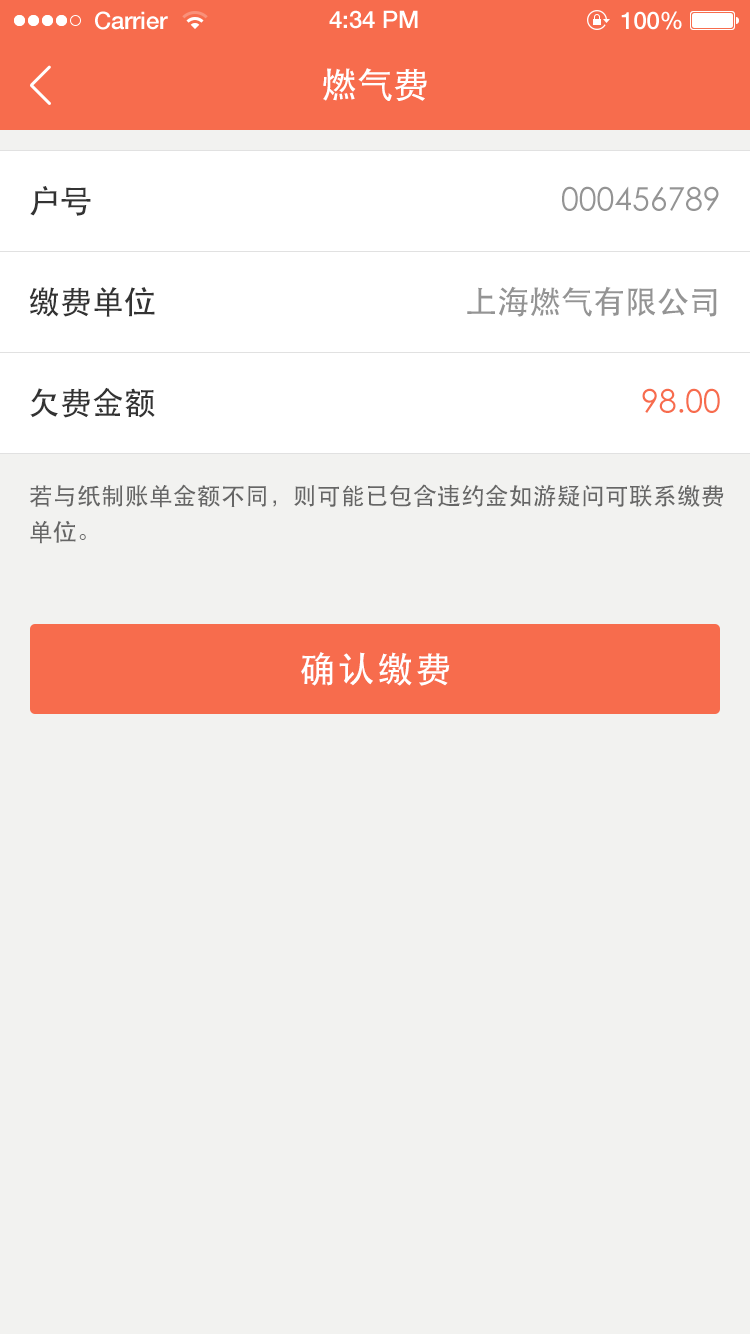 Carrier 4:34 PM 100%
燃气费
户号 000456789
缴费单位 上海燃气有限公司
欠费金额 98.00
若与纸制账单金额不同，则可能已包含违约金如游疑问可联系缴费
单位。
确认缴费